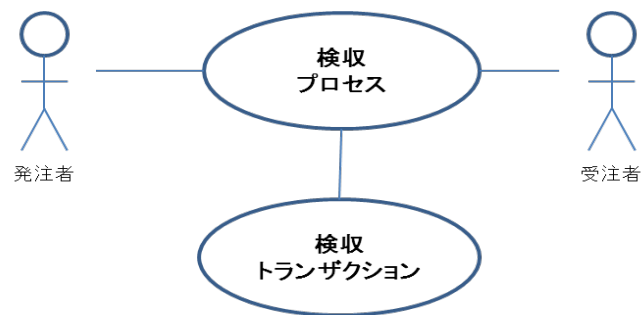 検収
プロセス
発注者
受注者
検収
トランザクション